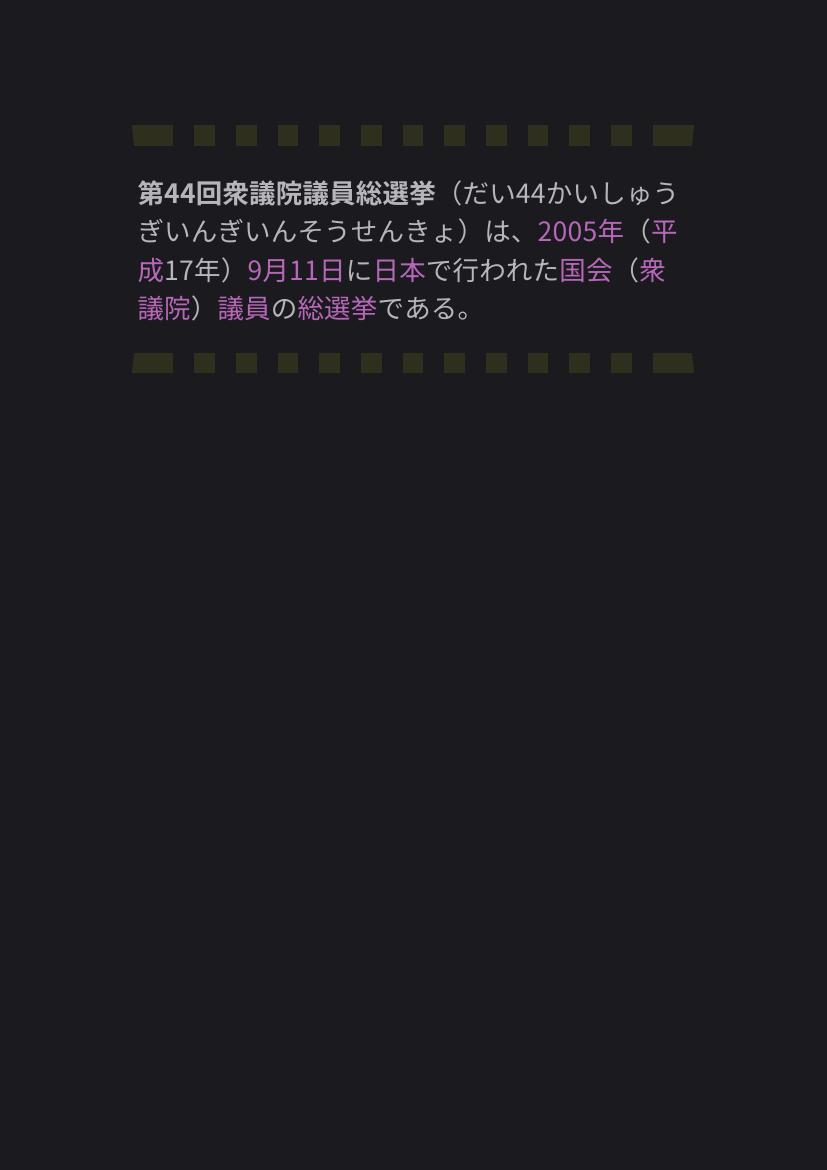 第44回衆議院議員総選挙（だい44かいしゅう
ぎいんぎいんそうせんきょ）は、2005年（平
成17年）9月11日に日本で行われた国会（衆
議院）議員の総選挙である。